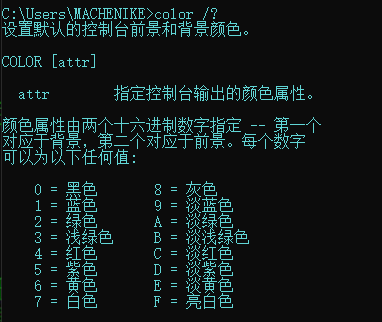 C:\Users\MACHENIKE>color /?
设置默认的控制台前景和背景颜色。
COLOR [attr]
attr 指定控制台输出的颜色属性。
颜色属性由两个十六进制数字指定 -- 第一个
对应于背景，第二个对应于前景。每个数字
可以为以下任何值:
0 = 黑色 8 = 灰色
1 = 蓝色 9 = 淡蓝色
2 = 绿色 A = 淡绿色
3 = 浅绿色 B = 淡浅绿色
4 = 红色 C = 淡红色
5 = 紫色 D = 淡紫色
6 = 黄色 E = 淡黄色
7 = 白色 F = 亮白色